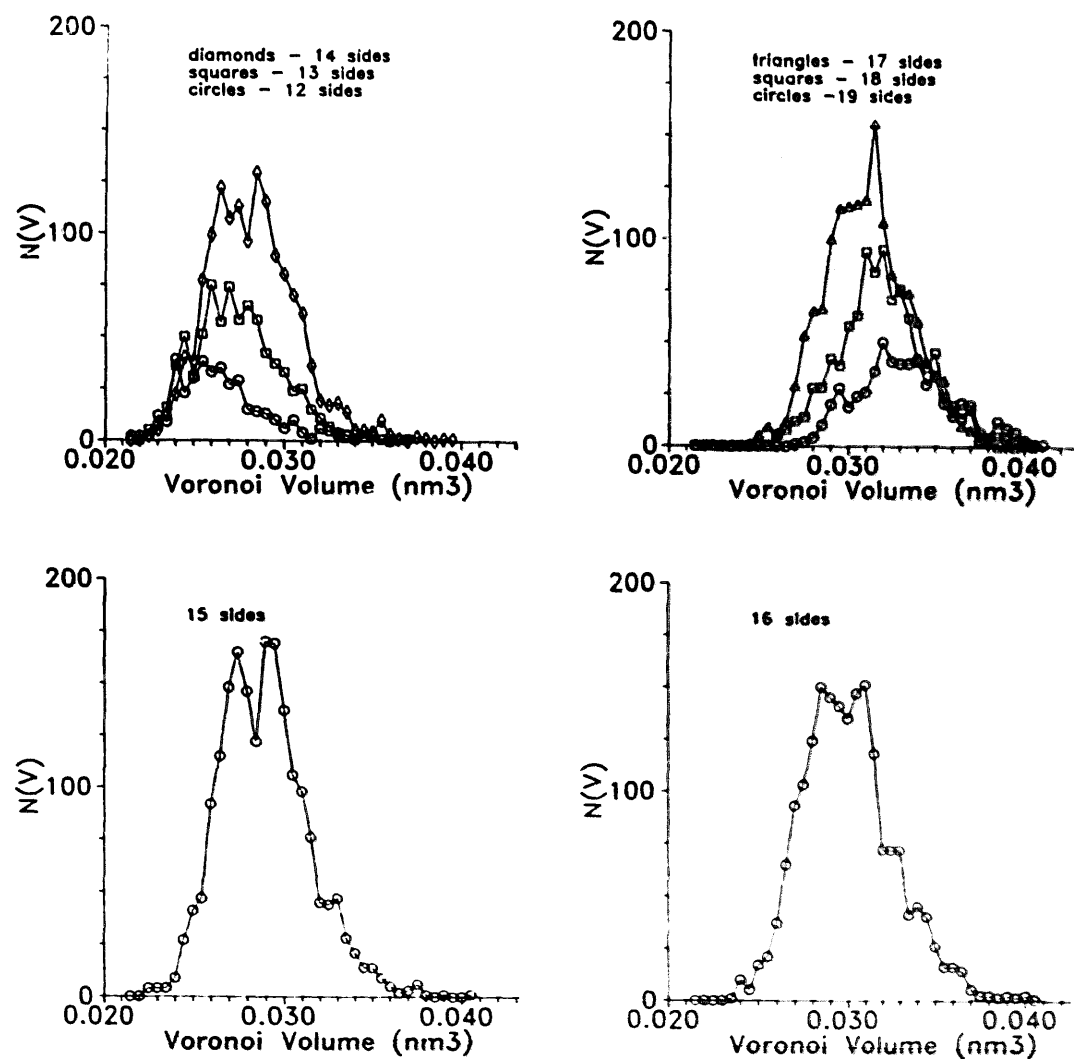 200
diamonds - 14 sides
squares - 13 sides
circles - 12 sides
N(V)
100
0
0.020 0.030 0.040
Voronoi Volume (nm3)
200
triangles - 17 sides
squares - 18 sides
circles -19 sides
N(V)
100
0
0.020 0.030 0.040
Voronoi Volume (nm3)
200
15 sides
N(V)
100
0
0.020 0.030 0.040
Voronoi Volume (nm3)
200
16 sides
N(V)
100
0
0.020 0.030 0.040
Voronoi Volume (nm3)